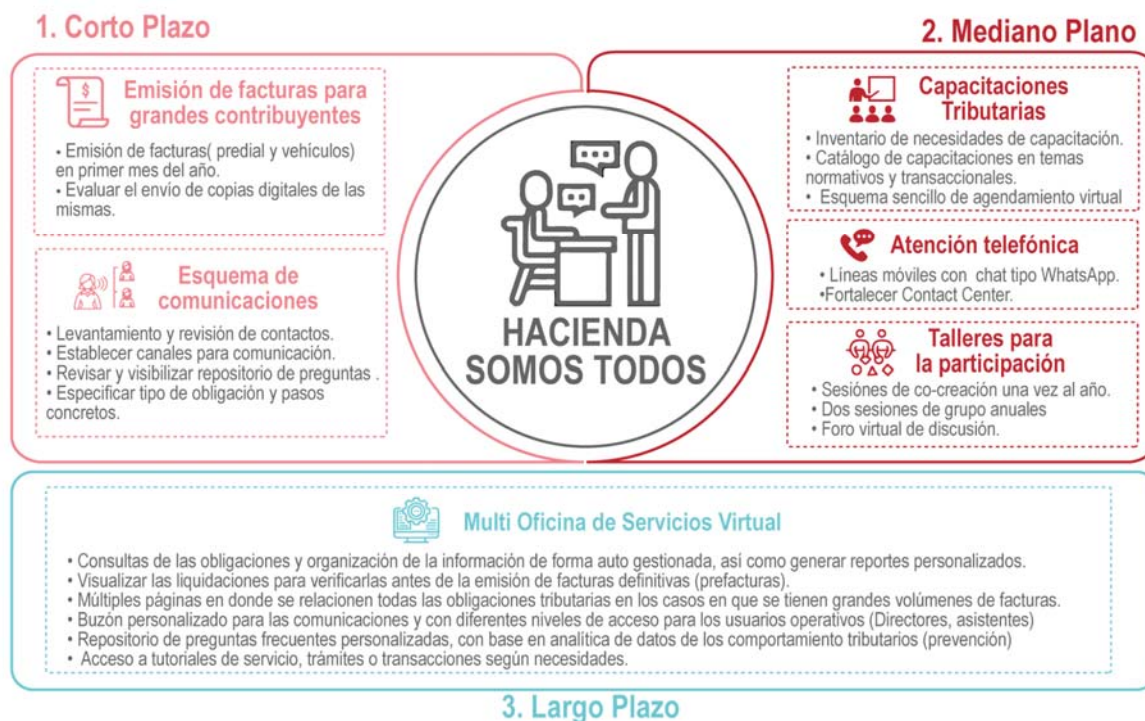 1. Corto Plazo
Emisión de facturas para
grandes contribuyentes
• Emisión de facturas( predial y vehículos)
en primer mes del año.
• Evaluar el envío de copias digitales de las
mismas.
Esquema de
comunicaciones
• Levantamiento y revisión de contactos.
• Establecer canales para comunicación.
• Revisar y visibilizar repositorio de preguntas .
• Especificar tipo de obligación y pasos
concretos.
HACIENDA
SOMOS TODOS
2. Mediano Plano
Capacitaciones
Tributarias
• Inventario de necesidades de capacitación.
• Catálogo de capacitaciones en temas
normativos y transaccionales.
• Esquema sencillo de agendamiento virtual
Atención telefónica
• Líneas móviles con chat tipo WhatsApp.
•Fortalecer Contact Center.
Talleres para
la participación
• Sesiónes de co-creación una vez al año.
• Dos sesiones de grupo anuales
• Foro virtual de discusión.
Multi Oficina de Servicios Virtual
• Consultas de las obligaciones y organización de la información de forma auto gestionada, así como generar reportes personalizados.
• Visualizar las liquidaciones para verificarlas antes de la emisión de facturas definitivas (prefacturas).
• Múltiples páginas en donde se relacionen todas las obligaciones tributarias en los casos en que se tienen grandes volúmenes de facturas.
• Buzón personalizado para las comunicaciones y con diferentes niveles de acceso para los usuarios operativos (Directores, asistentes)
• Repositorio de preguntas frecuentes personalizadas, con base en analítica de datos de los comportamiento tributarios (prevención)
• Acceso a tutoriales de servicio, trámites o transacciones según necesidades.
3. Largo Plazo